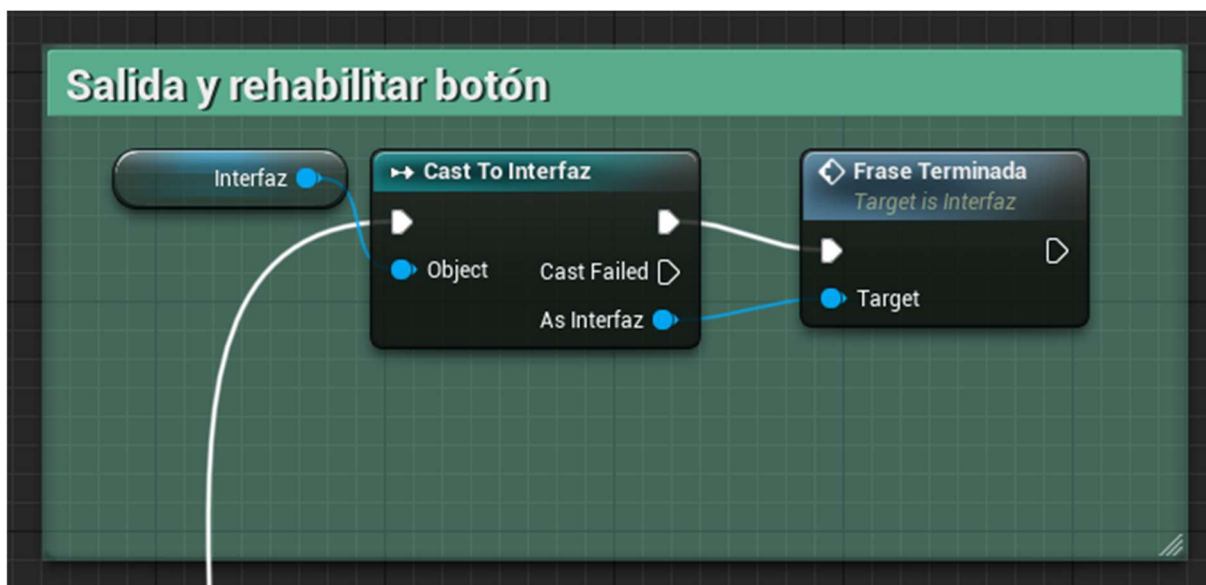 Salida y rehabilitar botón
Interfaz
Cast To Interfaz
Object
Cast Failed
As Interfaz
Frase Terminada
Target is Interfaz
Target